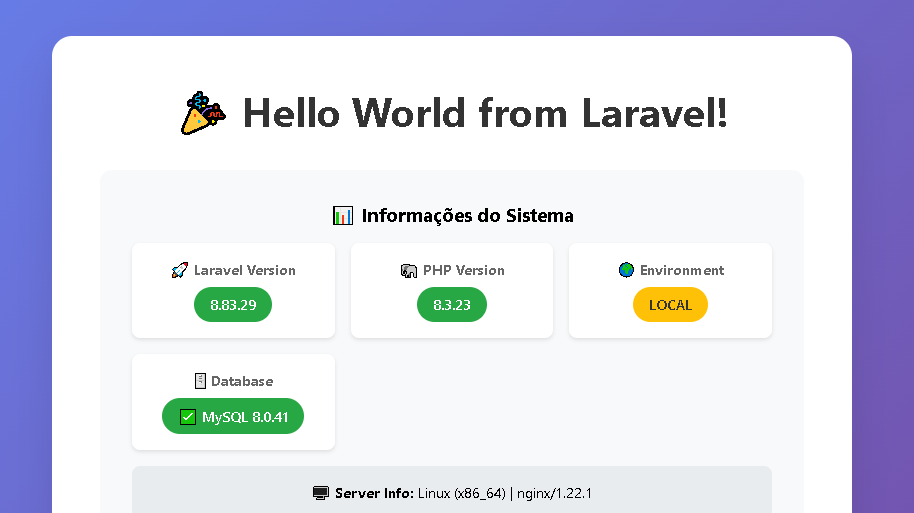 🎉 Hello World from Laravel!
📊 Informações do Sistema
🚀 Laravel Version
8.83.29
🐘 PHP Version
8.3.23
🌍 Environment
LOCAL
🗄️ Database
✅ MySQL 8.0.41
🖥️ Server Info: Linux (x86_64) | nginx/1.22.1